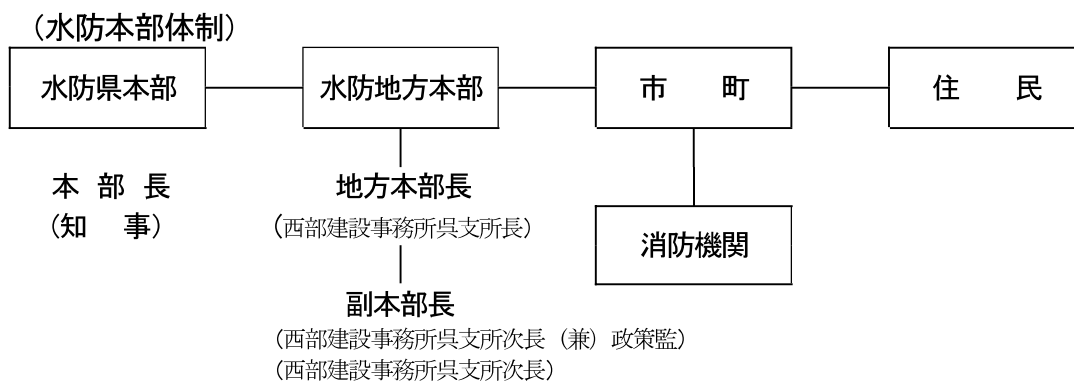 （水防本部体制）
水防県本部
水防地方本部
市　町
住　民
本 部 長
（知　事）
地方本部長
（西部建設事務所呉支所長）
消防機関
副本部長
（西部建設事務所呉支所次長（兼）政策監）
（西部建設事務所呉支所次長）